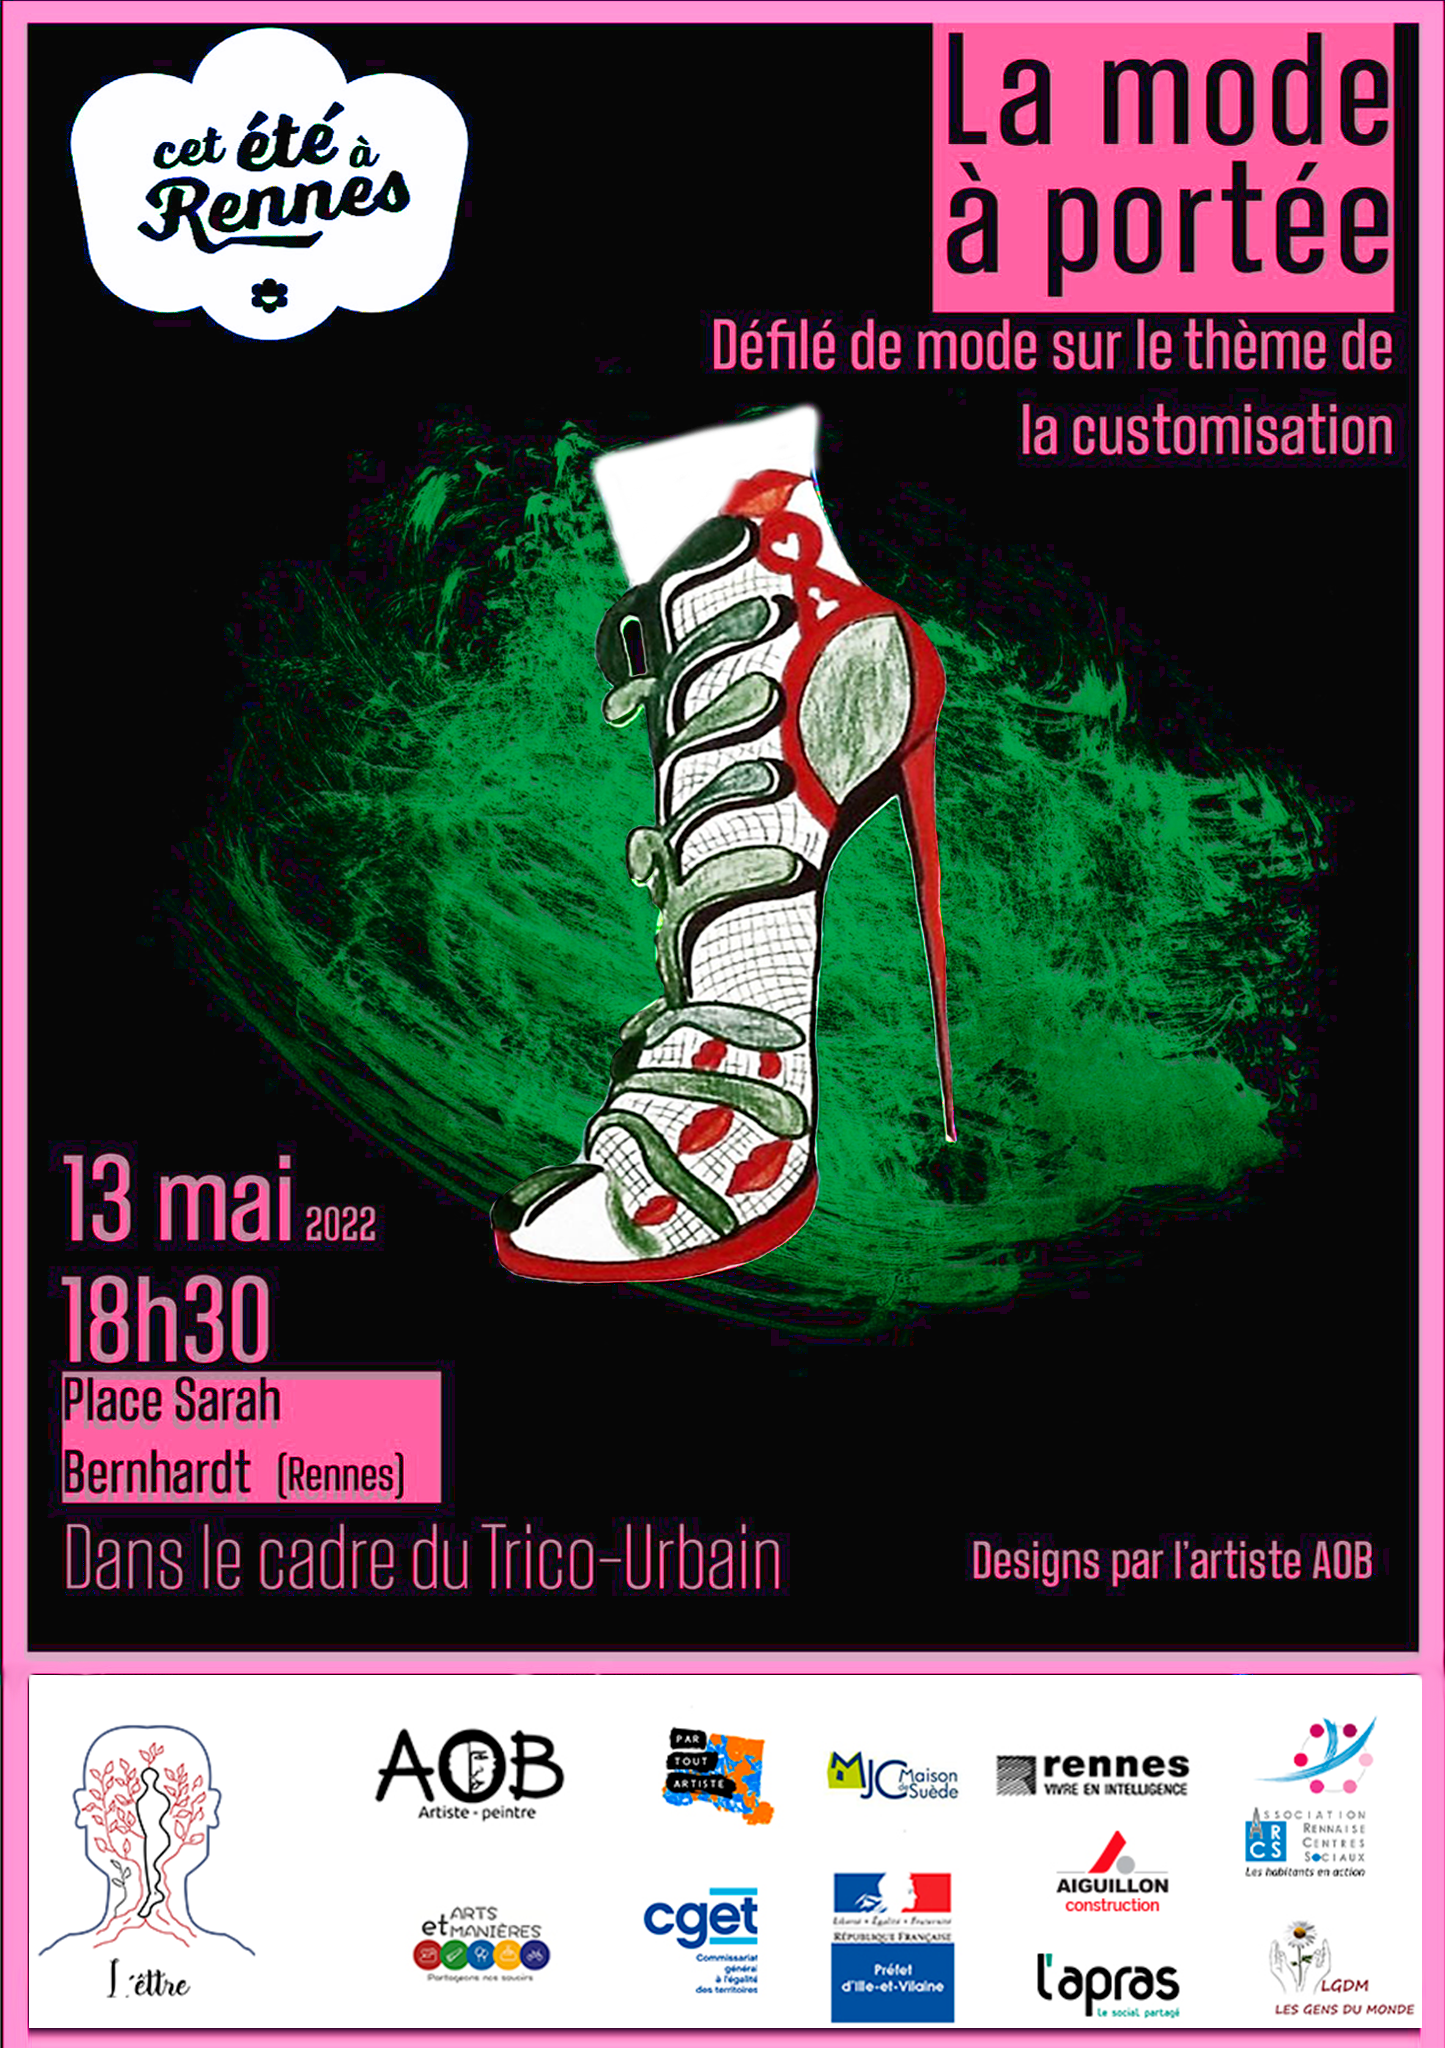 cet été à
Rennes
La mode
à portée
Défilé de mode sur le thème de
la customisation
13 mai 2022
18h30
Place Sarah
Bernhardt (Rennes)
Dans le cadre du Trico-Urbain
Designs par l'artiste AOB
L'êttre
AOB
Artiste - peintre
PAR
TOUT
ARTISTE
MJC Maison
de Suède
rennes
VIVRE EN INTELLIGENCE
ASSOCIATION
RENNAISE
CENTRES
SOCIAUX
ARCS
Les habitants en action
ARTS
et MANIÈRES
Partageons nos savoirs
cget
Commissariat
général
à l'égalité
des territoires
Liberté • Égalité • Fraternité
RÉPUBLIQUE FRANÇAISE
Préfet
d'Ille-et-Vilaine
AIGUILLON
construction
l'apras
le social partagé
LGDM
LES GENS DU MONDE